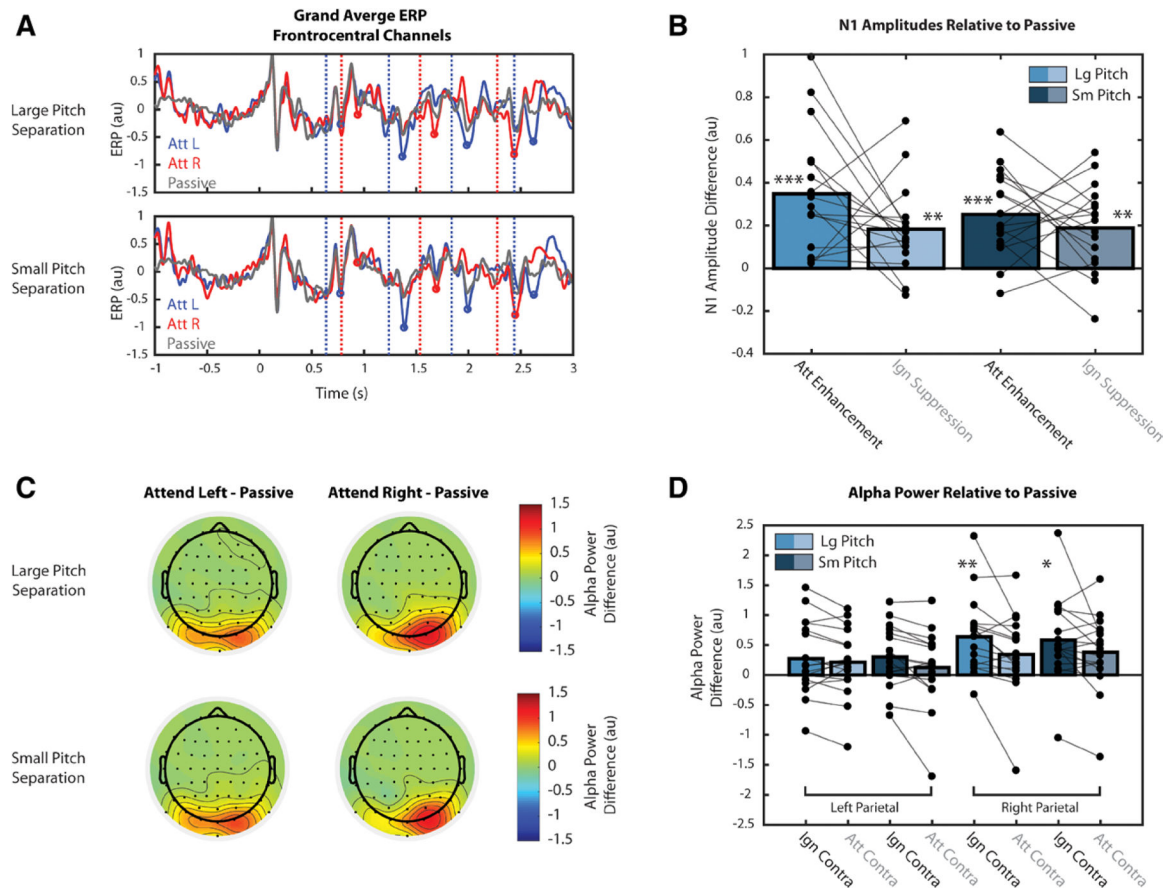 A
Grand Averge ERP
Frontrocentral Channels
Large Pitch
Separation
ERP (au)
1
0.5
0
-0.5
-1
-1.5
Att L
Att R
Passive
Small Pitch
Separation
ERP (au)
1
0.5
0
-0.5
-1
-1.5
Att L
Att R
Passive
-1 -0.5 0 0.5 1 1.5 2 2.5 3
Time (s)
B
N1 Amplitudes Relative to Passive
N1 Amplitude Difference (au)
1
0.8
0.6
0.4
0.2
0
-0.2
-0.4
Lg Pitch
Sm Pitch
*** ** *** **
Att Enhancement
Ign Suppression
Att Enhancement
Ign Suppression
C
Attend Left - Passive Attend Right - Passive
Large Pitch
Separation
1.5
1
0.5
0
-0.5
-1
-1.5
Alpha Power
Difference (au)
Small Pitch
Separation
1.5
1
0.5
0
-0.5
-1
-1.5
Alpha Power
Difference (au)
D
Alpha Power Relative to Passive
Alpha Power
Difference (au)
2.5
2
1.5
1
0.5
0
-0.5
-1
-1.5
-2
-2.5
Lg Pitch
Sm Pitch
** *
Left Parietal Right Parietal
Ign Contra
Att Contra
Ign Contra
Att Contra
Ign Contra
Att Contra
Ign Contra
Att Contra